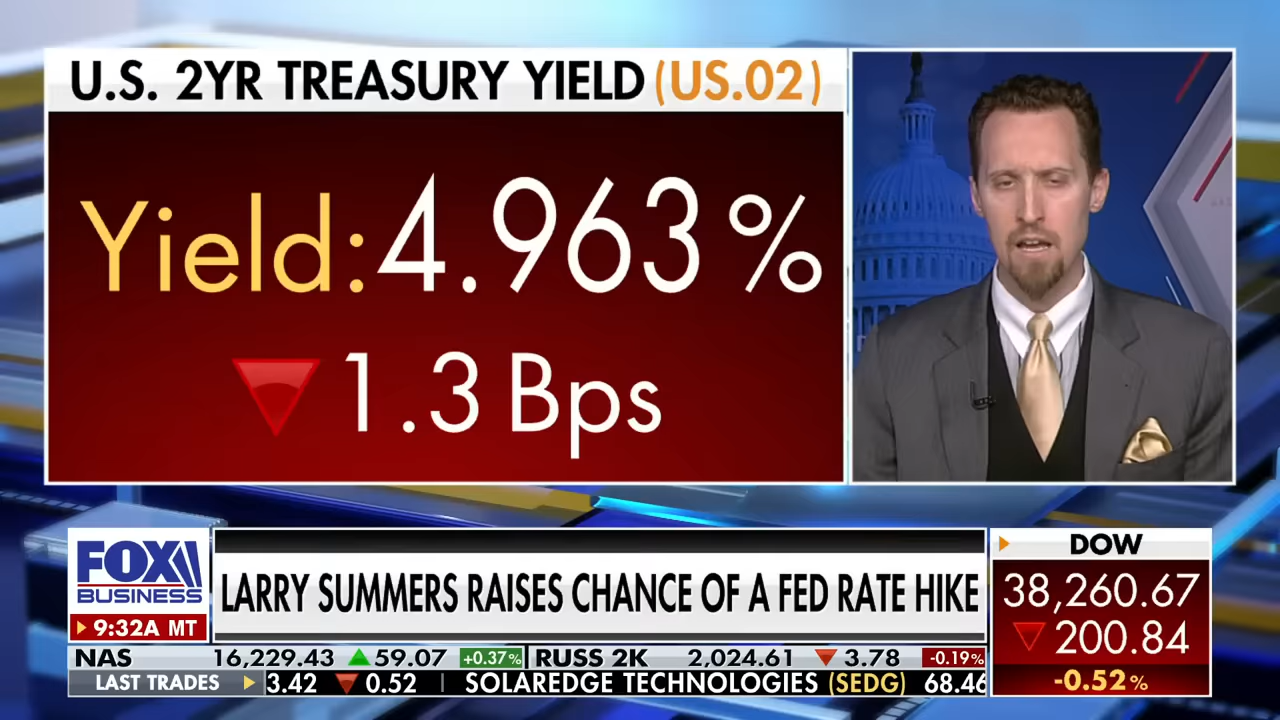 U.S. 2YR TREASURY YIELD (US.02)
Yield: 4.963%
▼ 1.3 Bps
FOX BUSINESS
9:32A MT
LARRY SUMMERS RAISES CHANCE OF A FED RATE HIKE
DOW
38,260.67
▼ 200.84
-0.52%
NAS 16,229.43 ▲ 59.07 +0.37% RUSS 2K 2,024.61 ▼ 3.78 -0.19%
LAST TRADES 3.42 ▼ 0.52 | SOLAREDGE TECHNOLOGIES (SEDG) 68.46